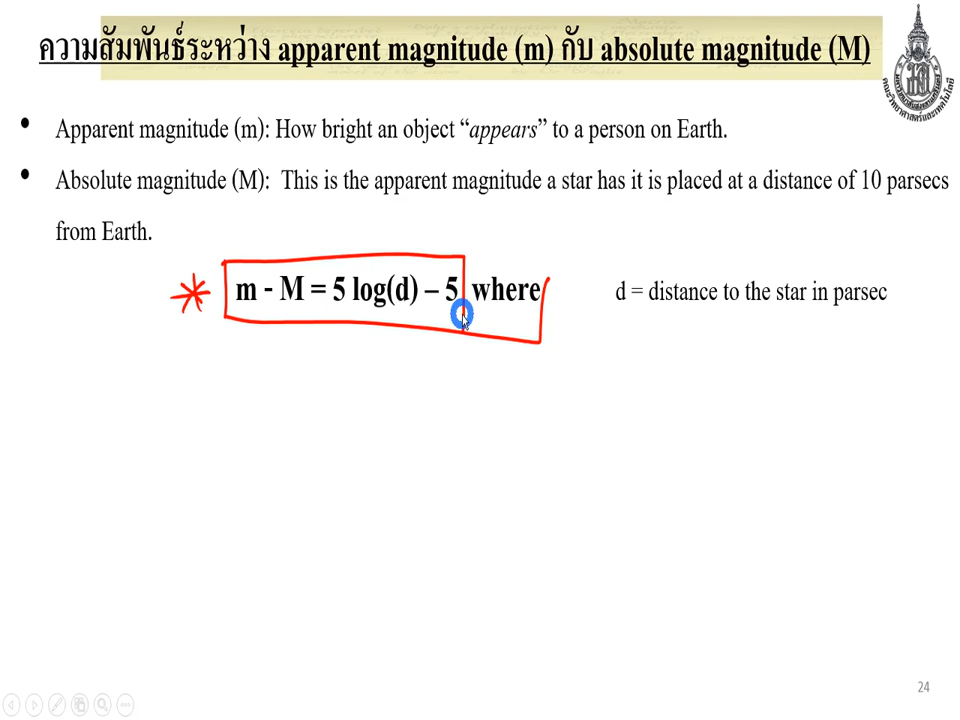 ความสัมพันธ์ระหว่าง apparent magnitude (m) กับ absolute magnitude (M)
• Apparent magnitude (m): How bright an object “appears” to a person on Earth.
• Absolute magnitude (M): This is the apparent magnitude a star has it is placed at a distance of 10 parsecs
from Earth.
m - M = 5 log(d) – 5 where d = distance to the star in parsec
24